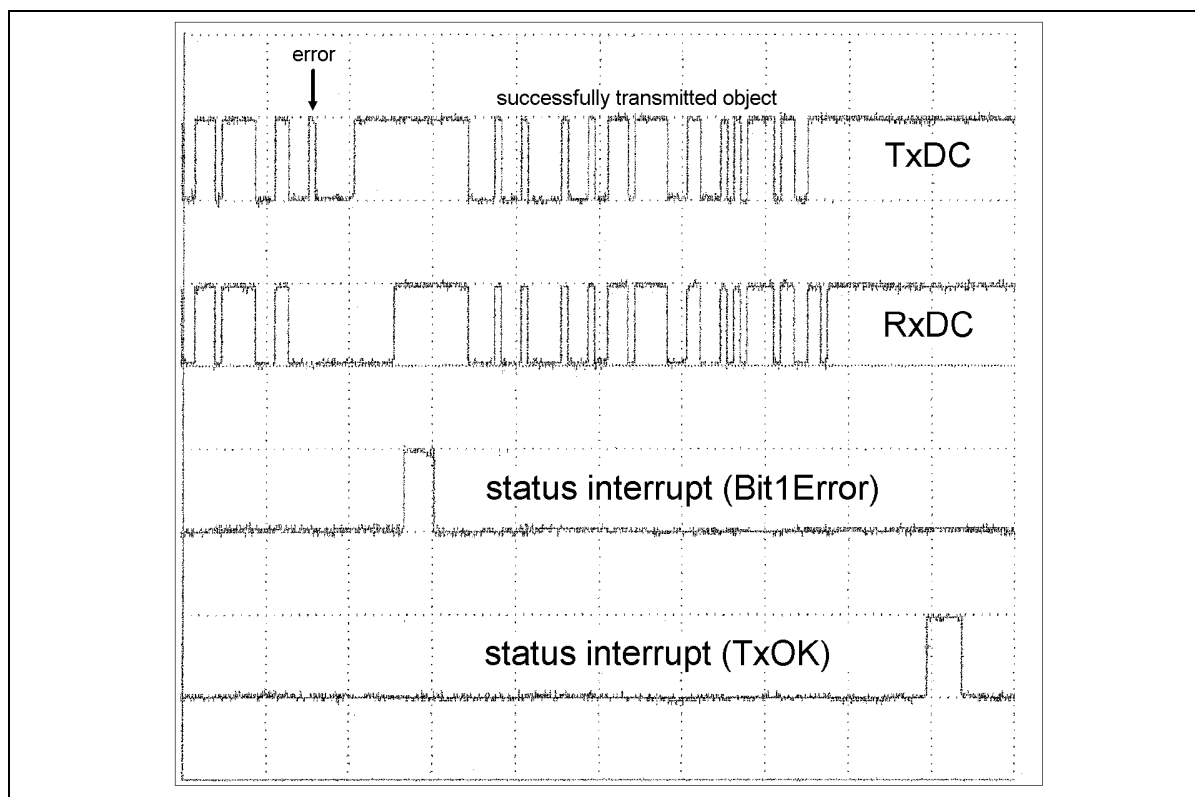 error
successfully transmitted object
TxDC
RxDC
status interrupt (Bit1Error)
status interrupt (TxOK)